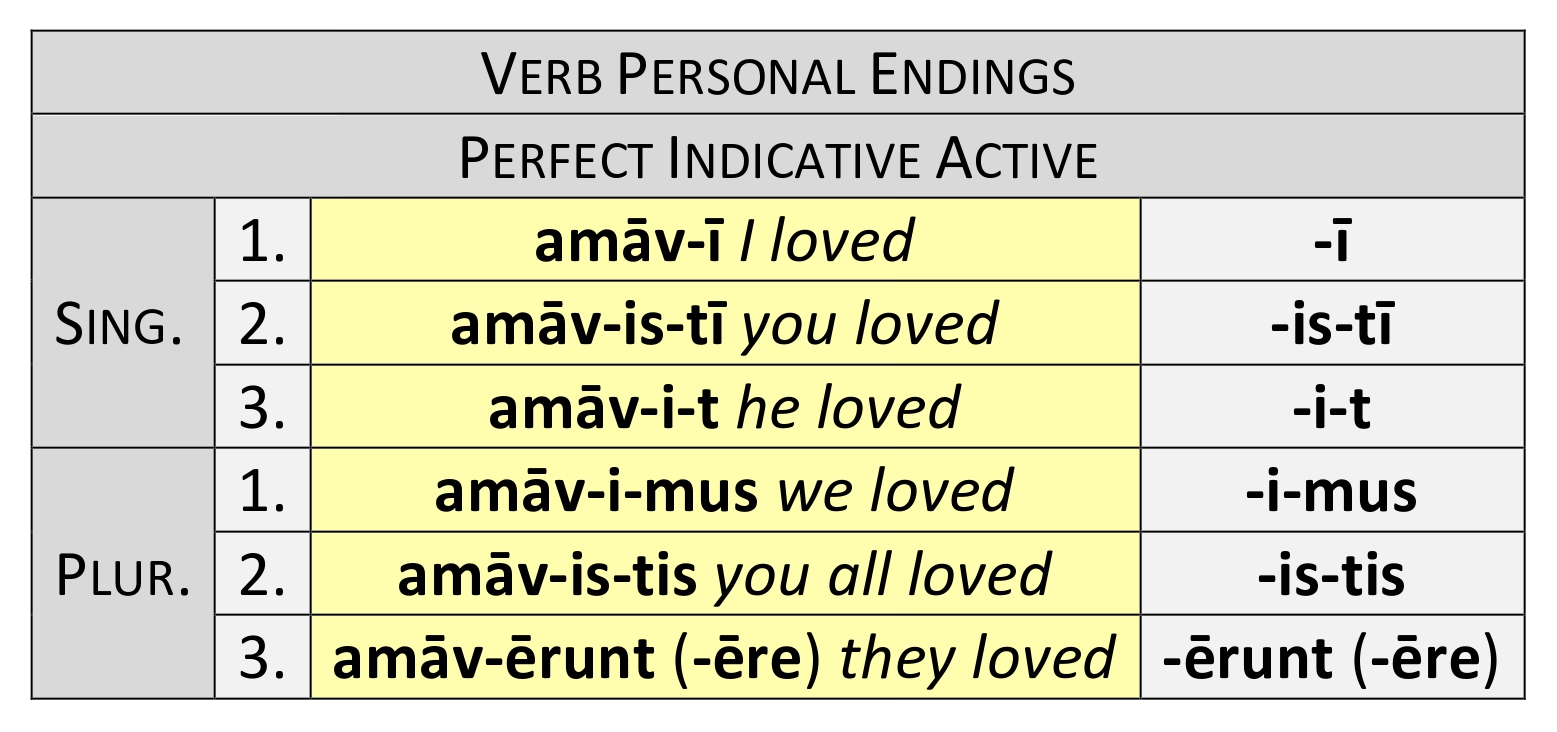 VERB PERSONAL ENDINGS
PERFECT INDICATIVE ACTIVE
SING. 1. amāv-ī I loved -ī
2. amāv-is-tī you loved -is-tī
3. amāv-i-t he loved -i-t
PLUR. 1. amāv-i-mus we loved -i-mus
2. amāv-is-tis you all loved -is-tis
3. amāv-ērunt (-ēre) they loved -ērunt (-ēre)